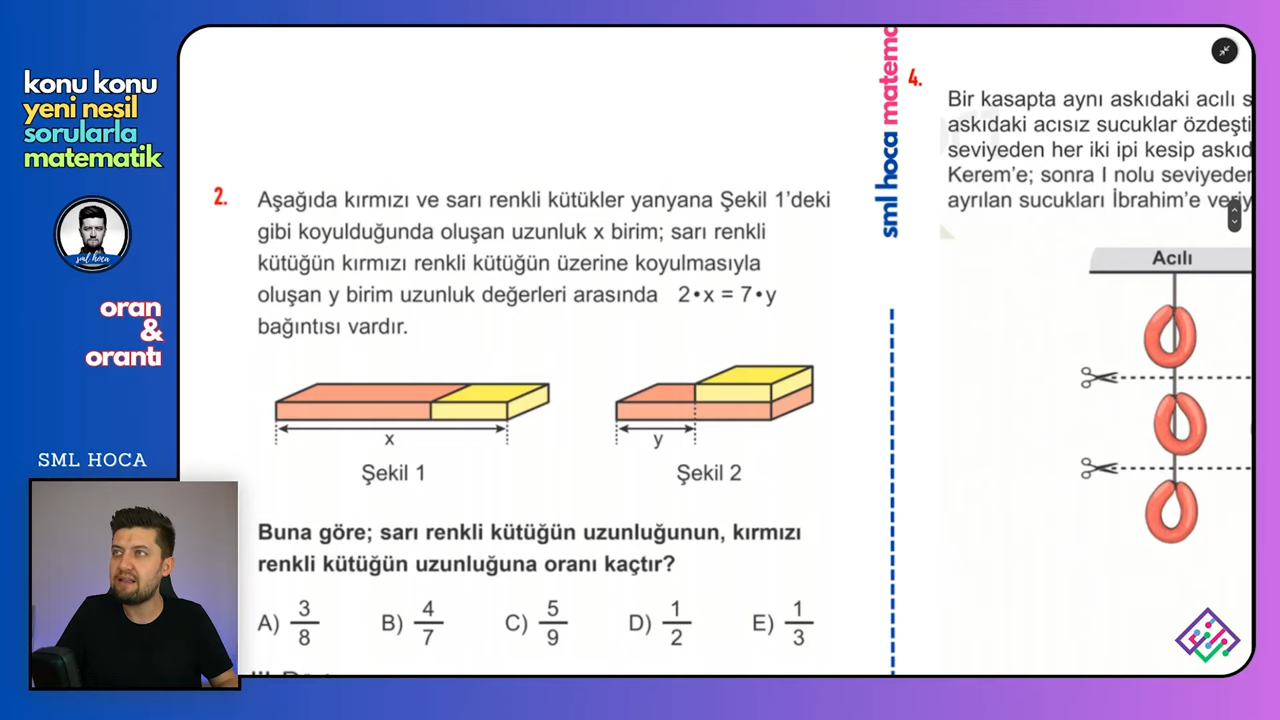 konu konu
yeni nesil
sorularla
matematik
sml hoca
oran
&
orantı
SML HOCA
2.
Aşağıda kırmızı ve sarı renkli kütükler yanyana Şekil 1'deki
gibi koyulduğunda oluşan uzunluk x birim; sarı renkli
kütüğün kırmızı renkli kütüğün üzerine koyulmasıyla
oluşan y birim uzunluk değerleri arasında 2•x = 7•y
bağıntısı vardır.
x
y
Şekil 1
Şekil 2
Buna göre; sarı renkli kütüğün uzunluğunun, kırmızı
renkli kütüğün uzunluğuna oranı kaçtır?
A) 3/8 B) 4/7 C) 5/9 D) 1/2 E) 1/3
sml hoca matema
4.
Bir kasapta aynı askıdaki acılı s
askıdaki acısız sucuklar özdeşti
seviyeden her iki ipi kesip askıd
Kerem'e; sonra I nolu seviyeder
ayrılan sucukları İbrahim'e veriy
Acılı